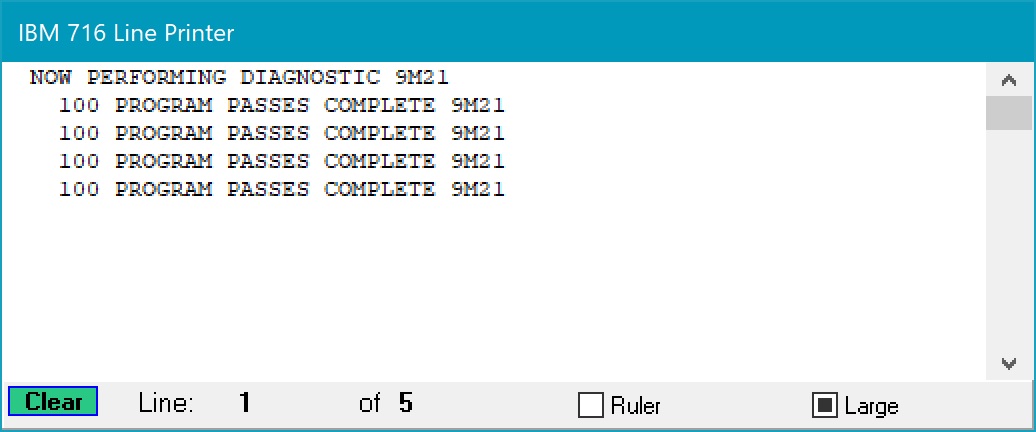 IBM 716 Line Printer
NOW PERFORMING DIAGNOSTIC 9M21
100 PROGRAM PASSES COMPLETE 9M21
100 PROGRAM PASSES COMPLETE 9M21
100 PROGRAM PASSES COMPLETE 9M21
100 PROGRAM PASSES COMPLETE 9M21
Clear Line: 1 of 5 Ruler Large